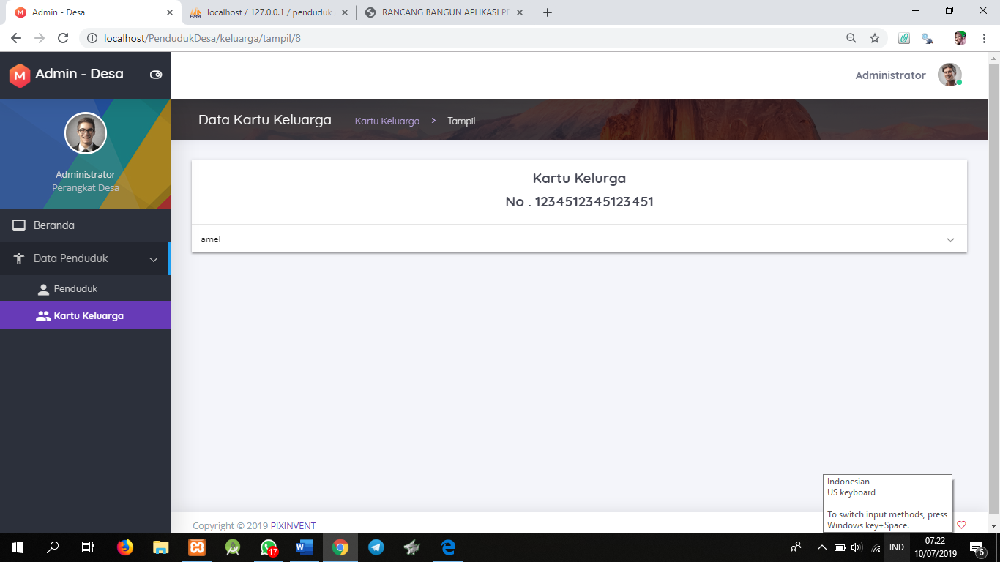 Admin - Desa
localhost / 127.0.0.1 / penduduk
RANCANG BANGUN APLIKASI PE
localhost/PendudukDesa/keluarga/tampil/8
M Admin - Desa
Administrator
Administrator
Perangkat Desa
Data Kartu Keluarga
Kartu Keluarga > Tampil
Beranda
Data Penduduk
Penduduk
Kartu Keluarga
Kartu Kelurga
No . 1234512345123451
amel
Indonesian
US keyboard
To switch input methods, press
Windows key+Space.
Copyright © 2019 PIXINVENT
17
IND
07.22
10/07/2019
6